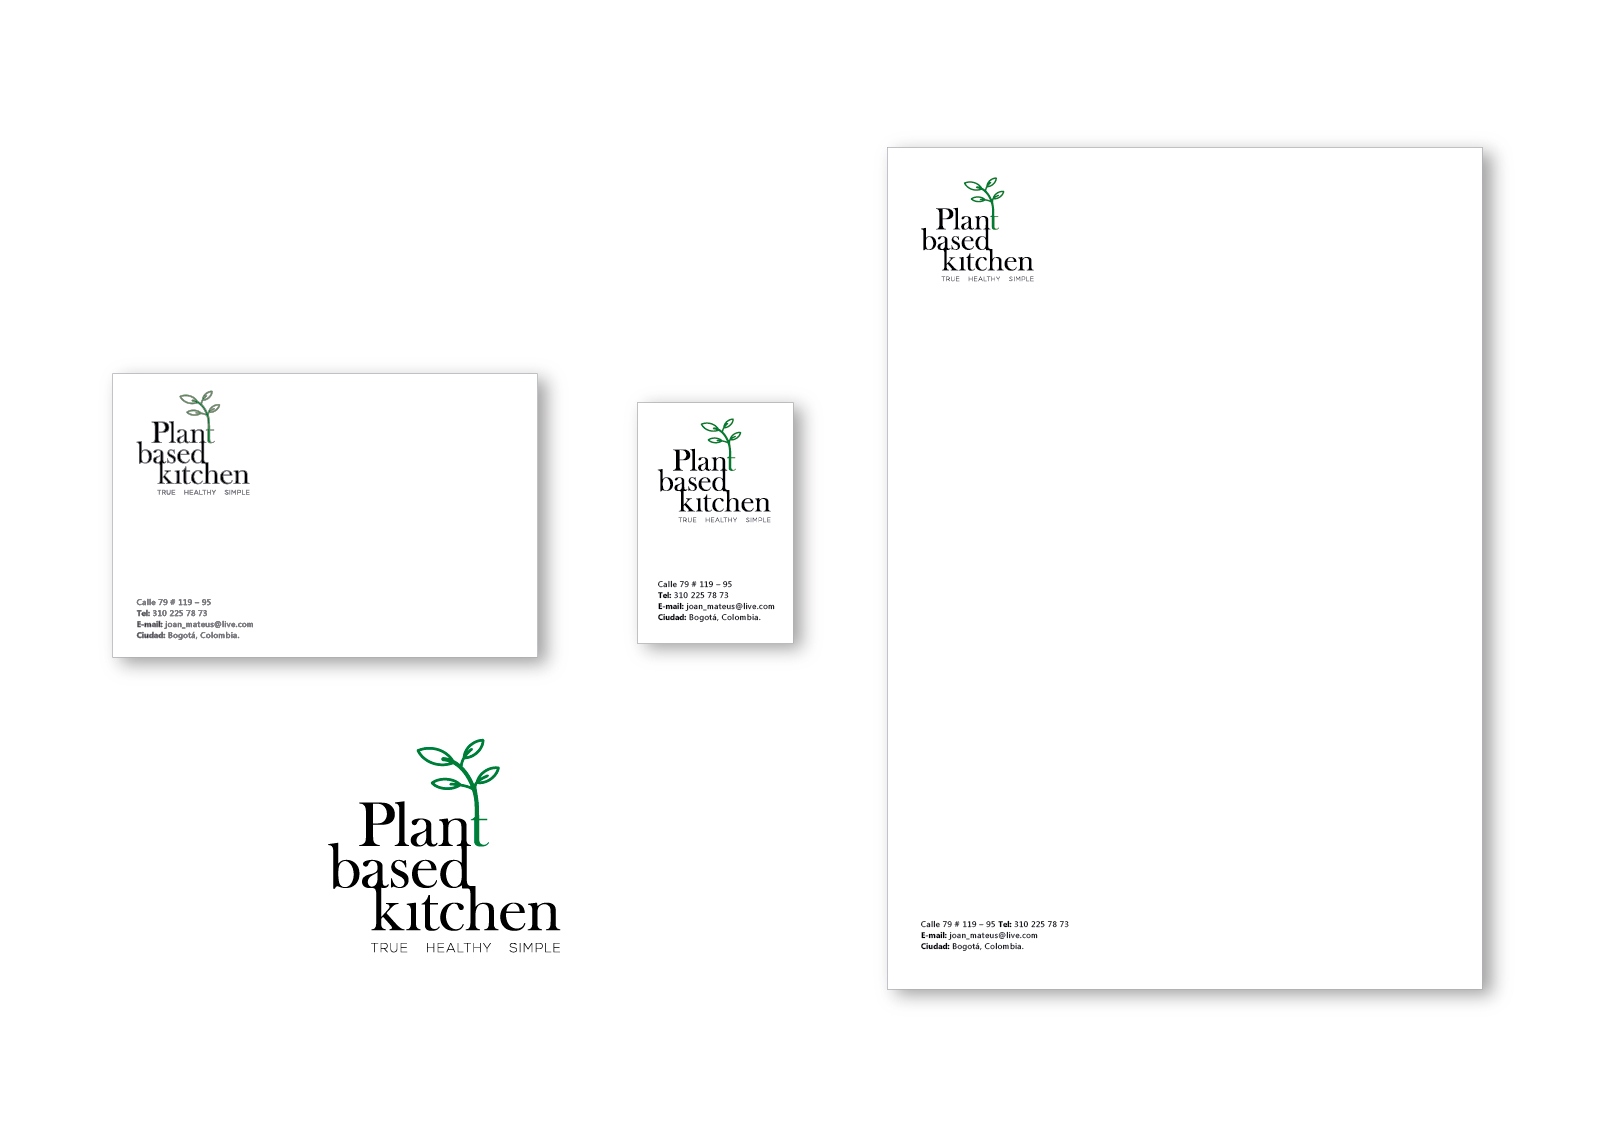 Plant
based
kitchen
TRUE HEALTHY SIMPLE
Calle 79 # 119 – 95
Tel: 310 225 78 73
E-mail: joan_mateus@live.com
Ciudad: Bogotá, Colombia.
Plant
based
kitchen
TRUE HEALTHY SIMPLE
Calle 79 # 119 – 95
Tel: 310 225 78 73
E-mail: joan_mateus@live.com
Ciudad: Bogotá, Colombia.
Plant
based
kitchen
TRUE HEALTHY SIMPLE
Plant
based
kitchen
TRUE HEALTHY SIMPLE
Calle 79 # 119 – 95 Tel: 310 225 78 73
E-mail: joan_mateus@live.com
Ciudad: Bogotá, Colombia.